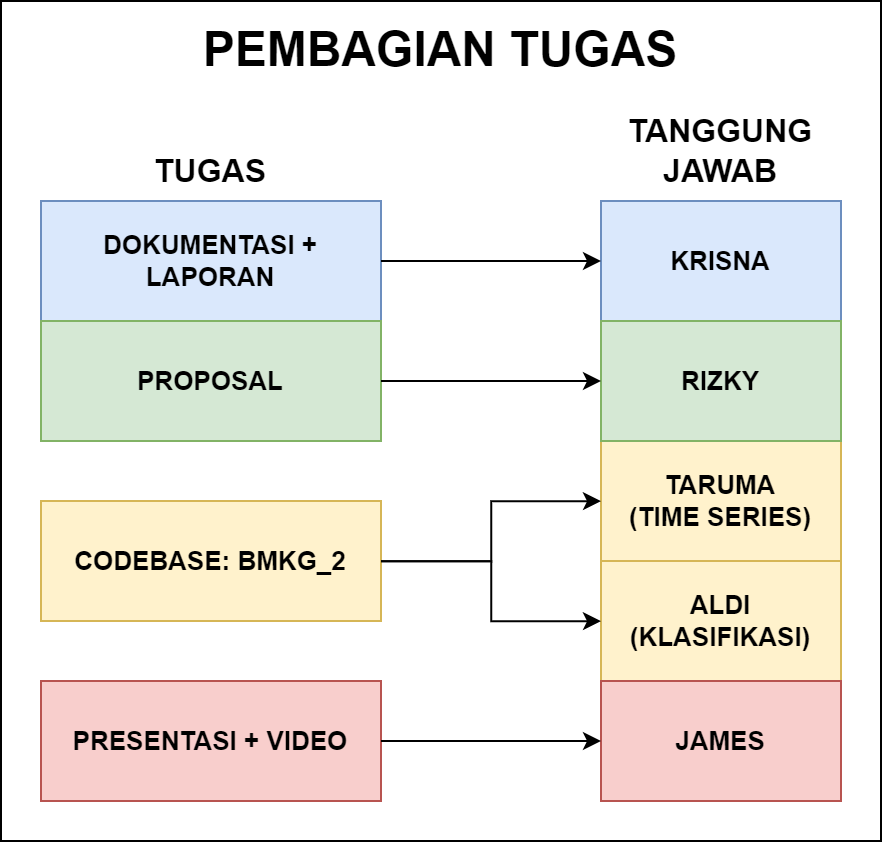 PEMBAGIAN TUGAS
TUGAS
TANGGUNG
JAWAB
DOKUMENTASI +
LAPORAN
KRISNA
PROPOSAL
RIZKY
CODEBASE: BMKG_2
TARUMA
(TIME SERIES)
ALDI
(KLASIFIKASI)
PRESENTASI + VIDEO
JAMES